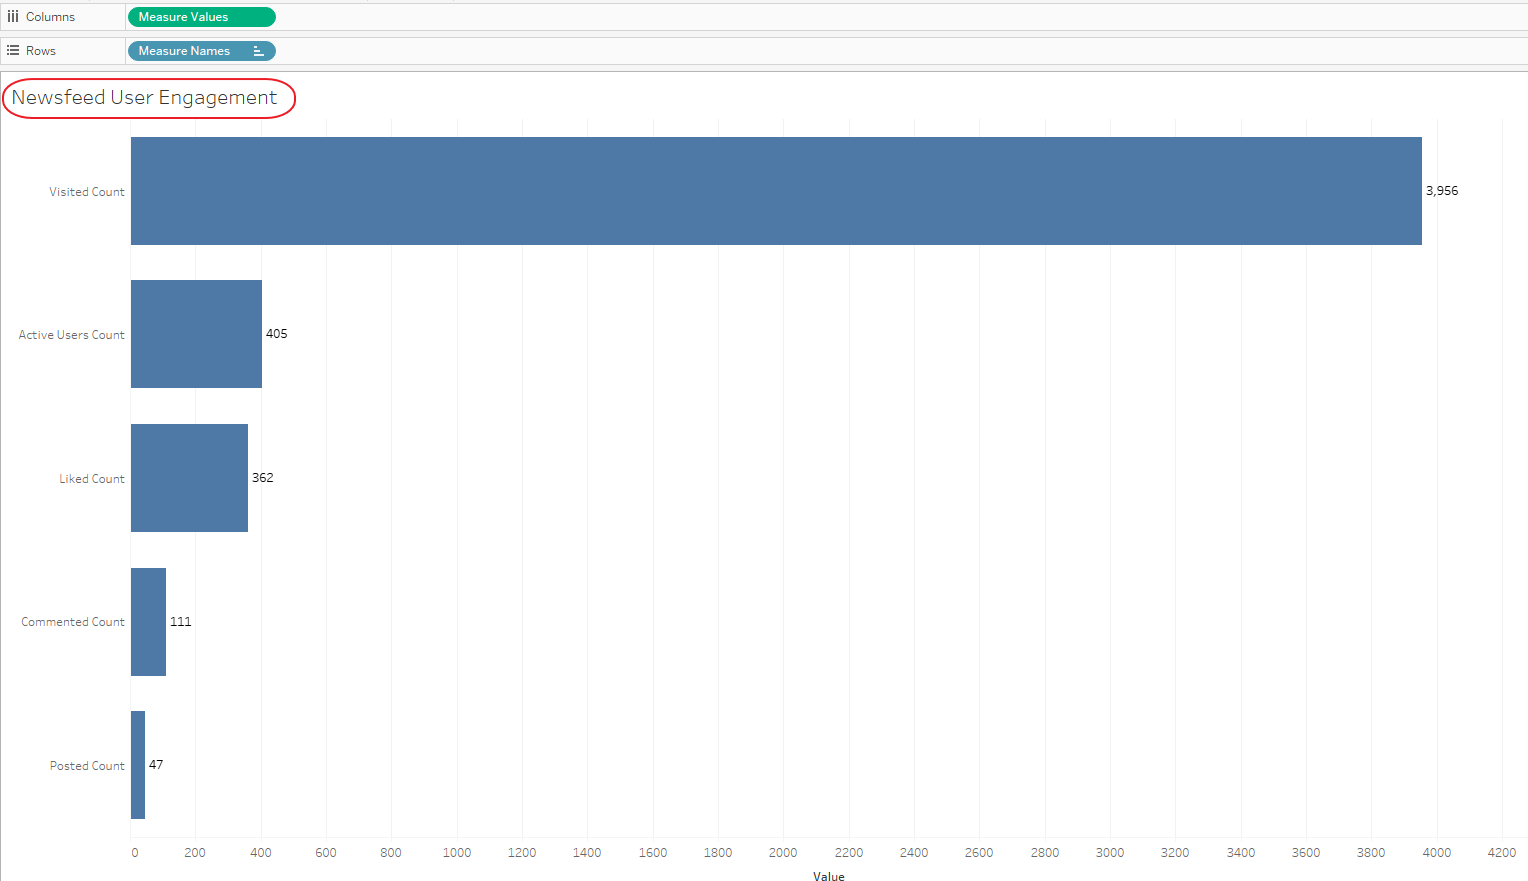 Columns
Measure Values
Rows
Measure Names
Newsfeed User Engagement
Visited Count
3,956
Active Users Count
405
Liked Count
362
Commented Count
111
Posted Count
47
0 200 400 600 800 1000 1200 1400 1600 1800 2000 2200 2400 2600 2800 3000 3200 3400 3600 3800 4000 4200
Value